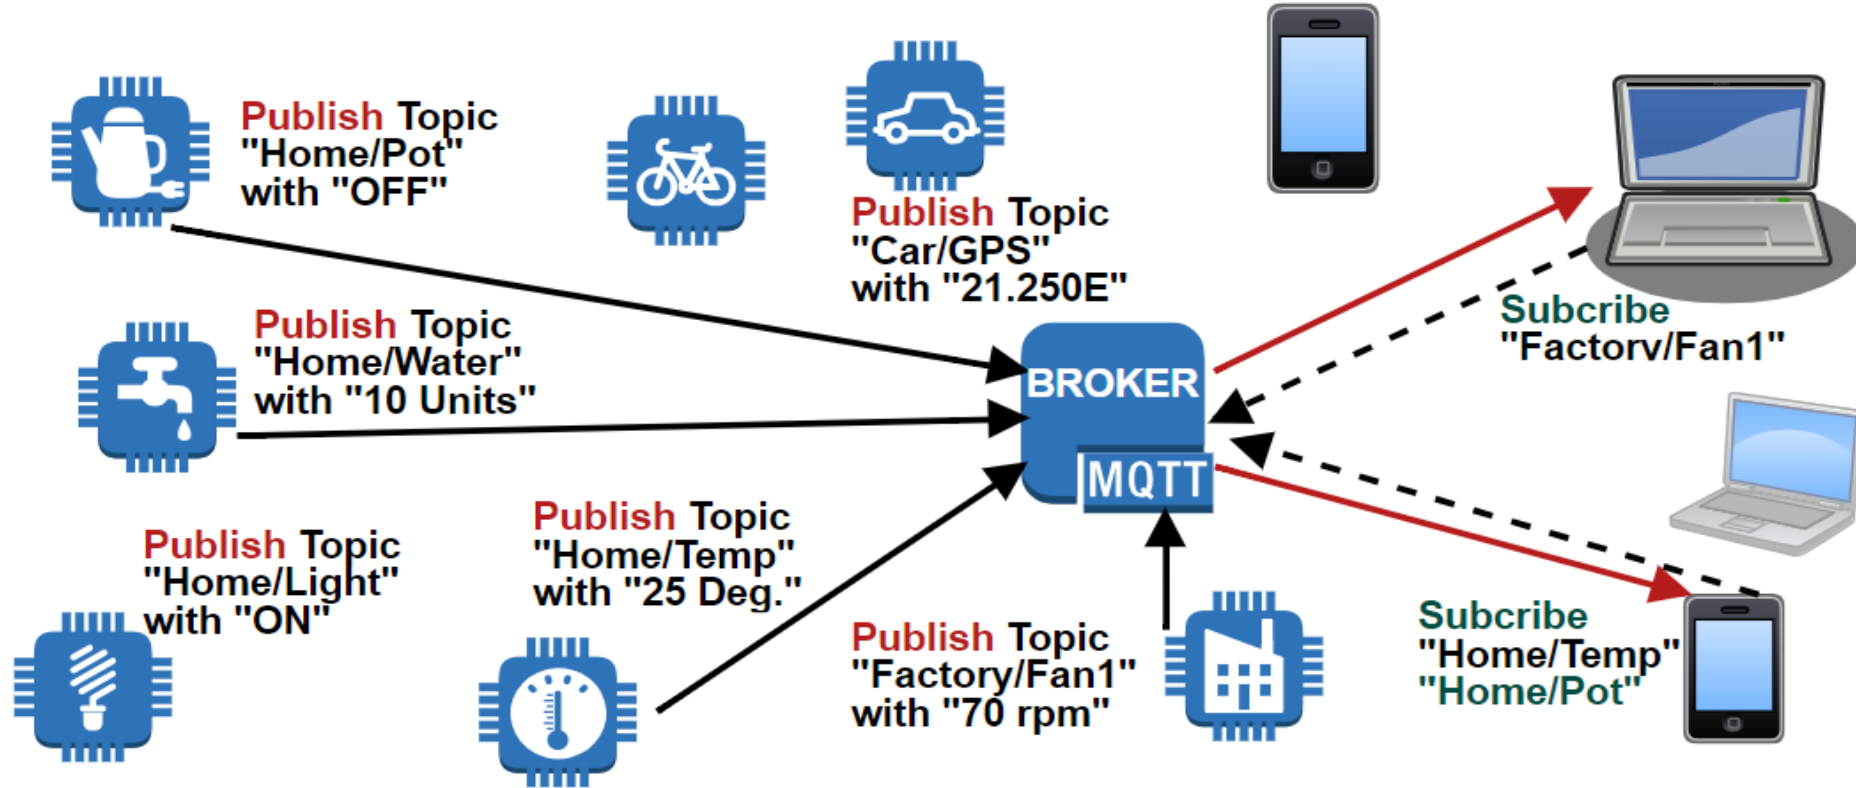 Publish Topic
"Home/Pot"
with "OFF"
Publish Topic
"Car/GPS"
with "21.250E"
Publish Topic
"Home/Water"
with "10 Units"
Subcribe
"Factorv/Fan1"
BROKER
MQTT
Publish Topic
"Home/Light"
with "ON"
Publish Topic
"Home/Temp"
with "25 Deg."
Publish Topic
"Factory/Fan1"
with "70 rpm"
Subcribe
"Home/Temp"
"Home/Pot"